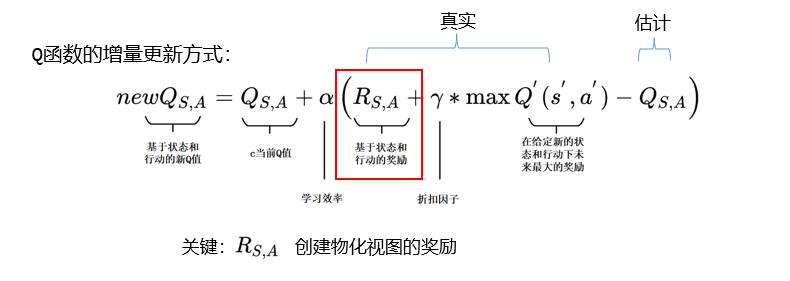 真实 估计
Q函数的增量更新方式：
newQ_{S,A} = Q_{S,A} + α(R_{S,A} + γ * max Q'(s', a') − Q_{S,A})
基于状态和 c当前Q值 基于状态和 在给定新的状
行动的新Q值 行动的奖励 态和行动下未
来最大的奖励
学习效率 折扣因子
关键：R_{S,A} 创建物化视图的奖励